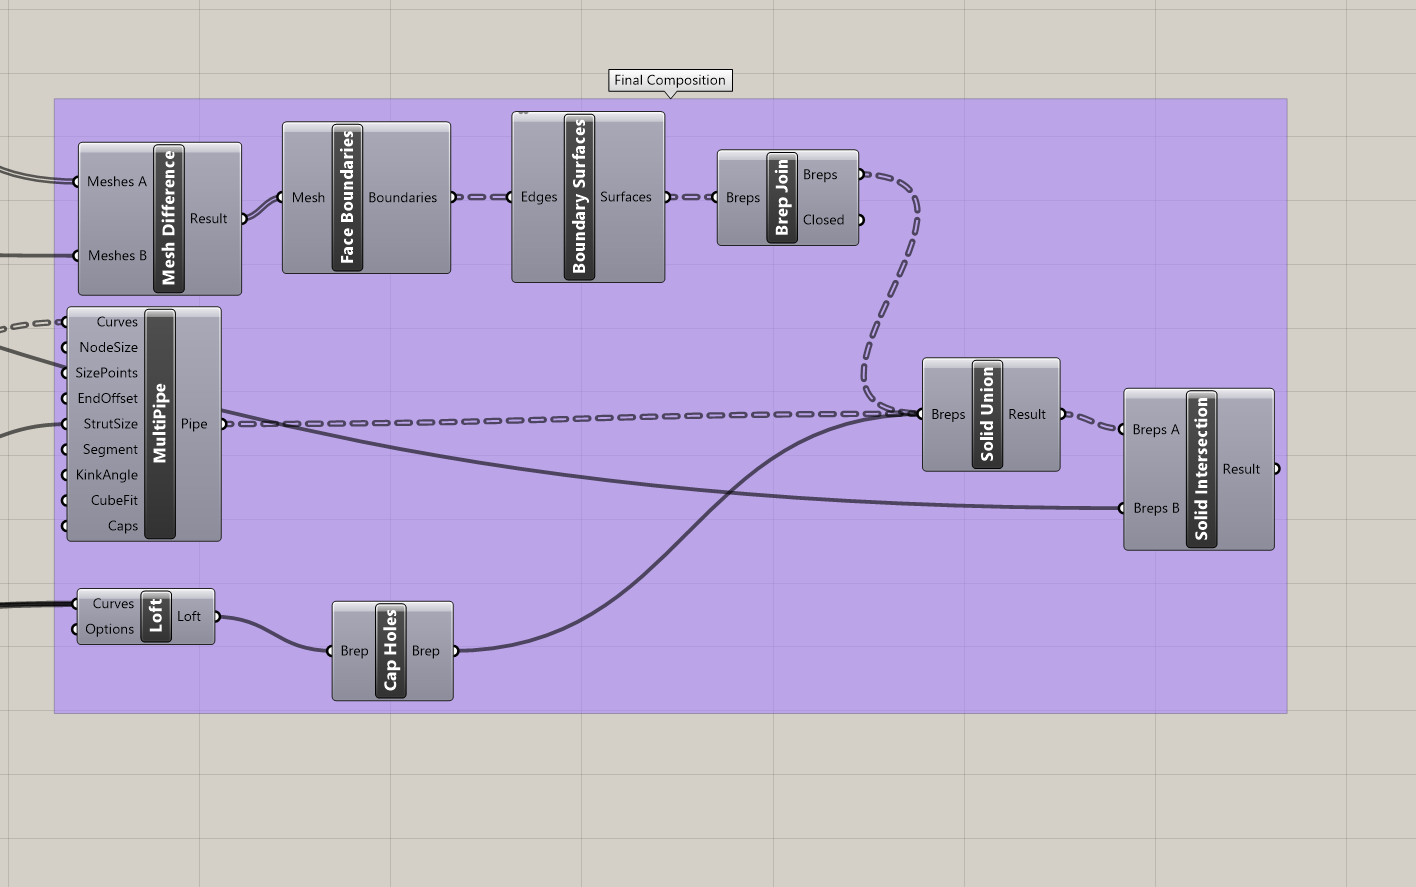 Final Composition
Meshes A
Meshes B
Mesh Difference
Result
Mesh
Face Boundaries
Boundaries
Edges
Boundary Surfaces
Surfaces
Breps
Brep Join
Breps
Closed
Curves
NodeSize
SizePoints
EndOffset
StrutSize
Segment
KinkAngle
CubeFit
Caps
MultiPipe
Pipe
Breps
Solid Union
Result
Breps A
Breps B
Solid Intersection
Result
Curves
Options
Loft
Loft
Brep
Cap Holes
Brep